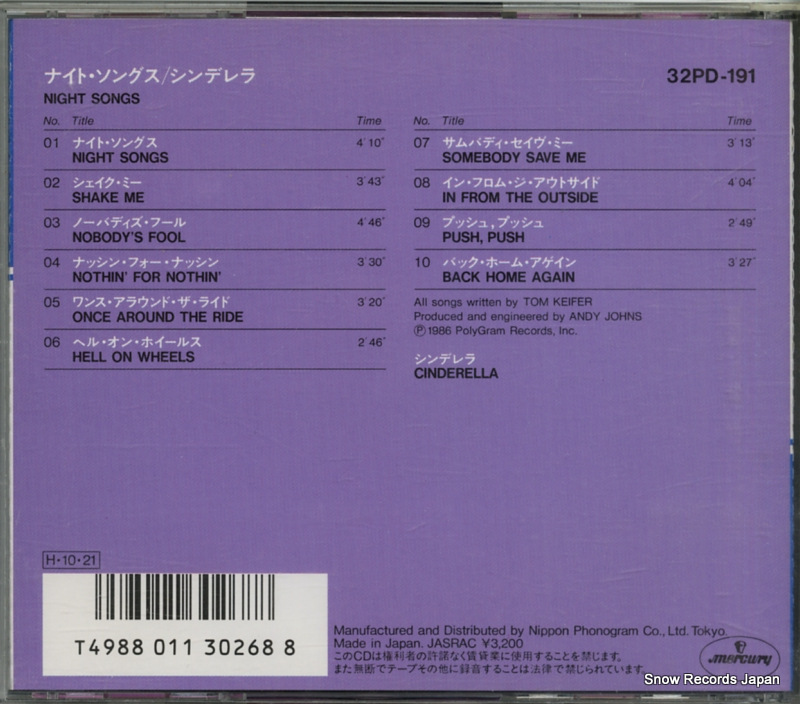 ナイト・ソングス/シンデレラ
32PD-191
NIGHT SONGS
No. Title Time
01 ナイト・ソングス 4'10"
NIGHT SONGS
02 シェイク・ミー 3'43"
SHAKE ME
03 ノーバディズ・フール 4'46"
NOBODY'S FOOL
04 ナッシン・フォー・ナッシン 3'30"
NOTHIN' FOR NOTHIN'
05 ワンス・アラウンド・ザ・ライド 3'20"
ONCE AROUND THE RIDE
06 ヘル・オン・ホイールス 2'46"
HELL ON WHEELS
No. Title Time
07 サムバディ・セイヴ・ミー 3'13"
SOMEBODY SAVE ME
08 イン・フロム・ジ・アウトサイド 4'04"
IN FROM THE OUTSIDE
09 プッシュ,プッシュ 2'49"
PUSH, PUSH
10 バック・ホーム・アゲイン 3'27"
BACK HOME AGAIN
All songs written by TOM KEIFER
Produced and engineered by ANDY JOHNS
Ⓟ1986 PolyGram Records, Inc.
シンデレラ
CINDERELLA
H・10・21
T4988 011 30268 8
Manufactured and Distributed by Nippon Phonogram Co., Ltd. Tokyo.
Made in Japan. JASRAC ¥3,200
このCDは権利者の許諾なく賃貸業に使用することを禁じます。
また無断でテープその他に録音することは法律で禁じられています。
mercury
Snow Records Japan